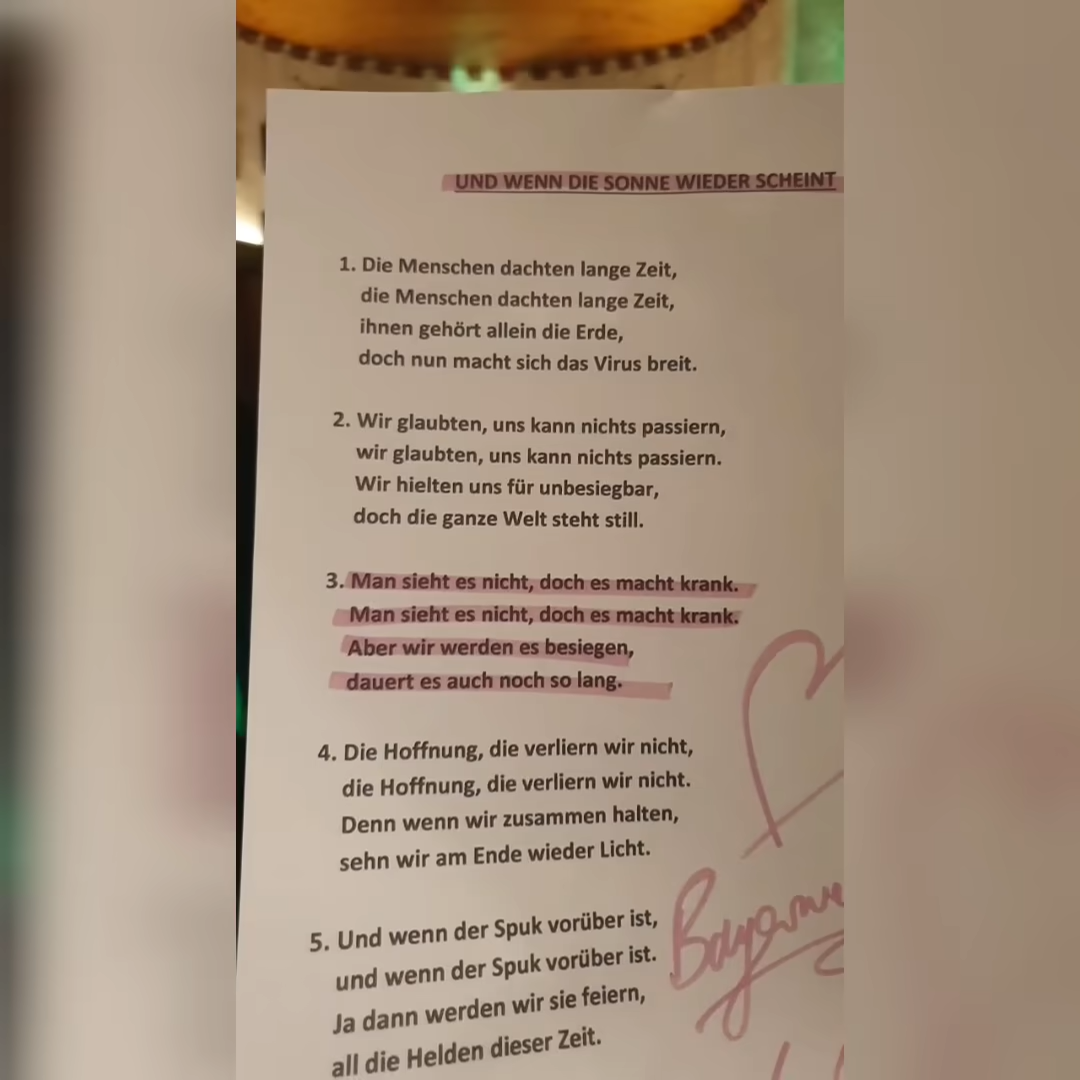 UND WENN DIE SONNE WIEDER SCHEINT
1. Die Menschen dachten lange Zeit,
die Menschen dachten lange Zeit,
ihnen gehört allein die Erde,
doch nun macht sich das Virus breit.
2. Wir glaubten, uns kann nichts passiern,
wir glaubten, uns kann nichts passiern.
Wir hielten uns für unbesiegbar,
doch die ganze Welt steht still.
3. Man sieht es nicht, doch es macht krank.
Man sieht es nicht, doch es macht krank.
Aber wir werden es besiegen,
dauert es auch noch so lang.
4. Die Hoffnung, die verliern wir nicht,
die Hoffnung, die verliern wir nicht.
Denn wenn wir zusammen halten,
sehn wir am Ende wieder Licht.
5. Und wenn der Spuk vorüber ist,
und wenn der Spuk vorüber ist.
Ja dann werden wir sie feiern,
all die Helden dieser Zeit.